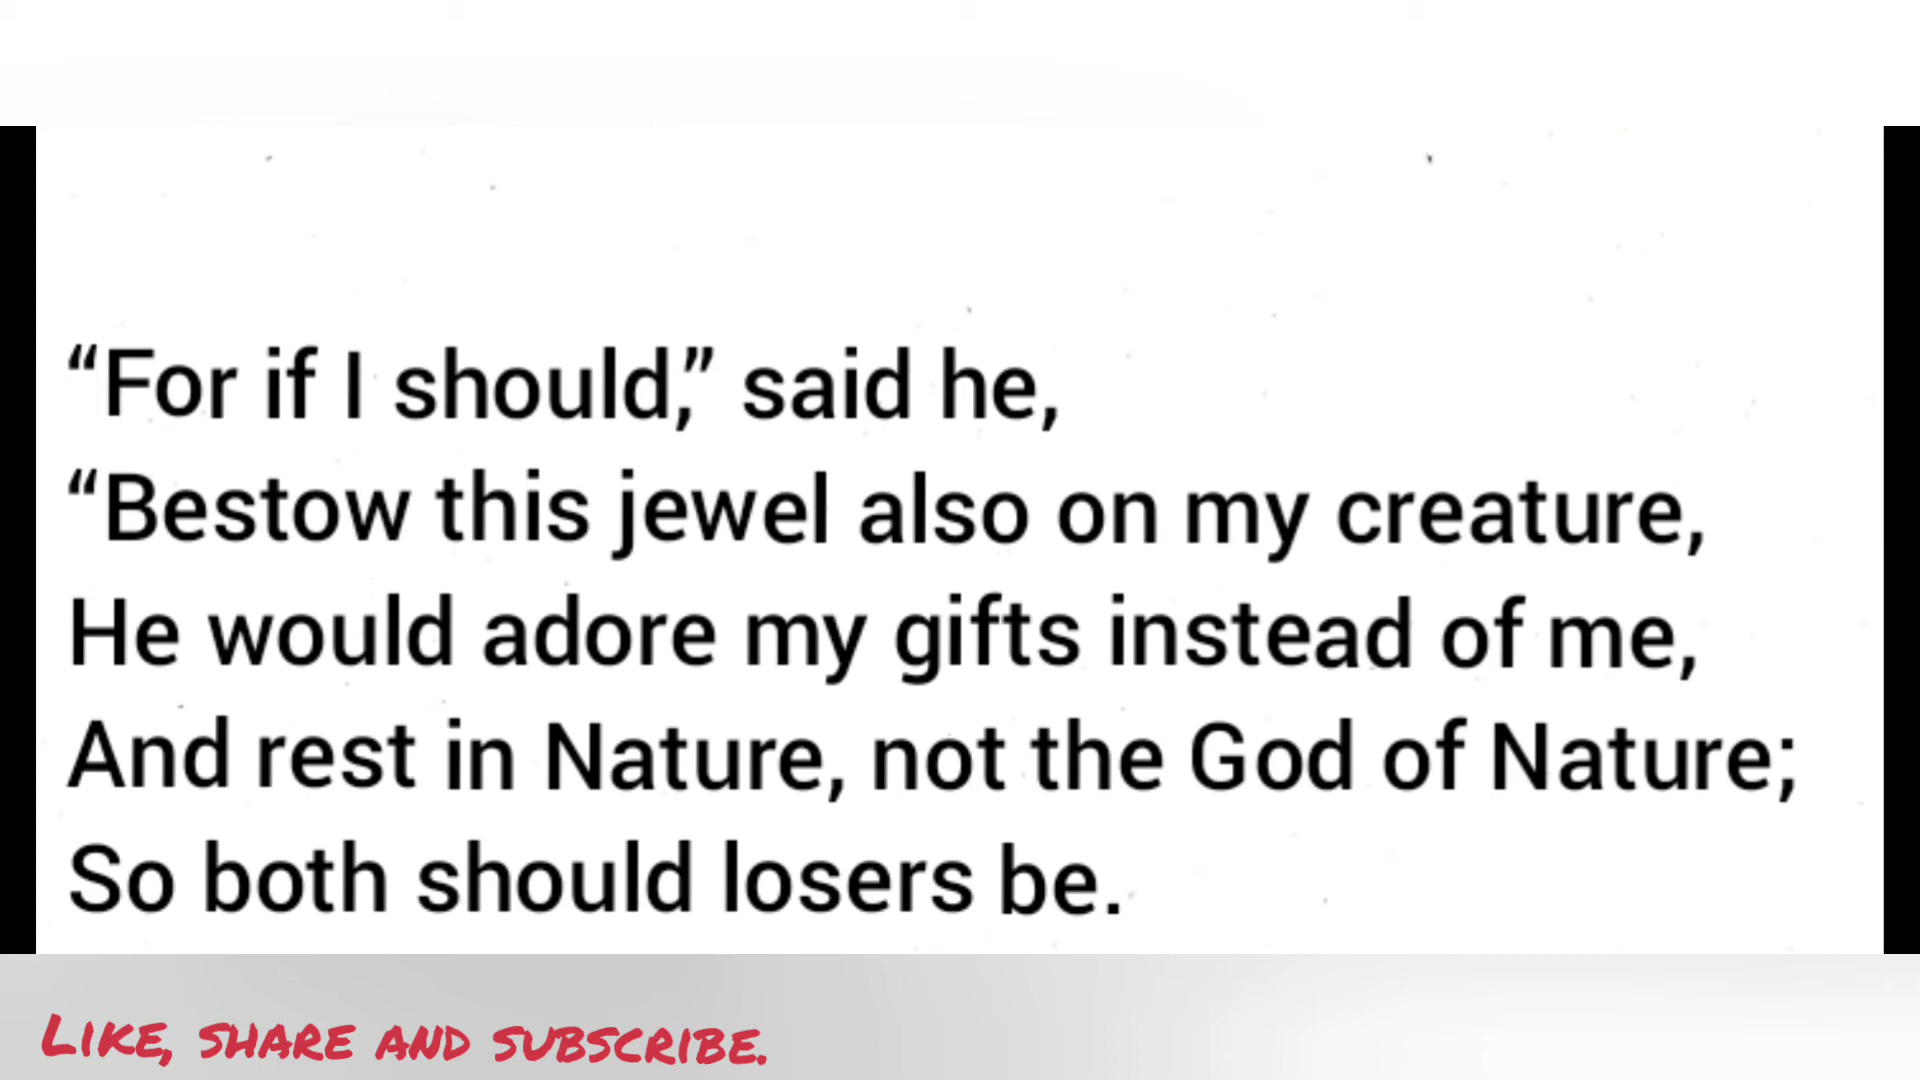 “For if I should,” said he,
“Bestow this jewel also on my creature,
He would adore my gifts instead of me,
And rest in Nature, not the God of Nature;
So both should losers be.
Like, share and subscribe.